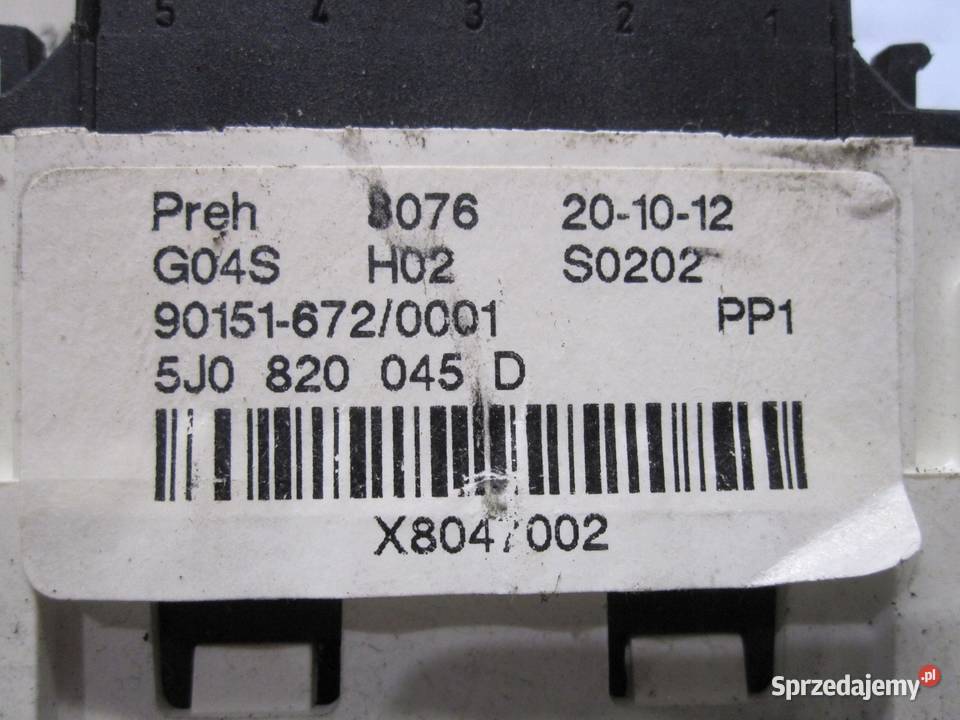 5 4 3 2 1
Preh 8076 20-10-12
G04S H02 S0202
90151-672/0001 PP1
5J0 820 045 D
Sprzedajemy.pl